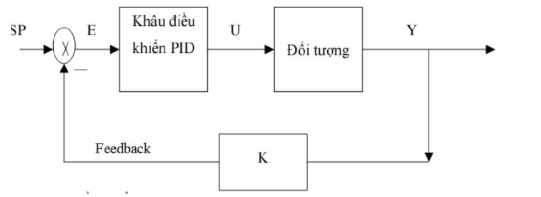 SP
E
Khâu điều
khiển PID
U
Đối tượng
Y
X
—
Feedback
K